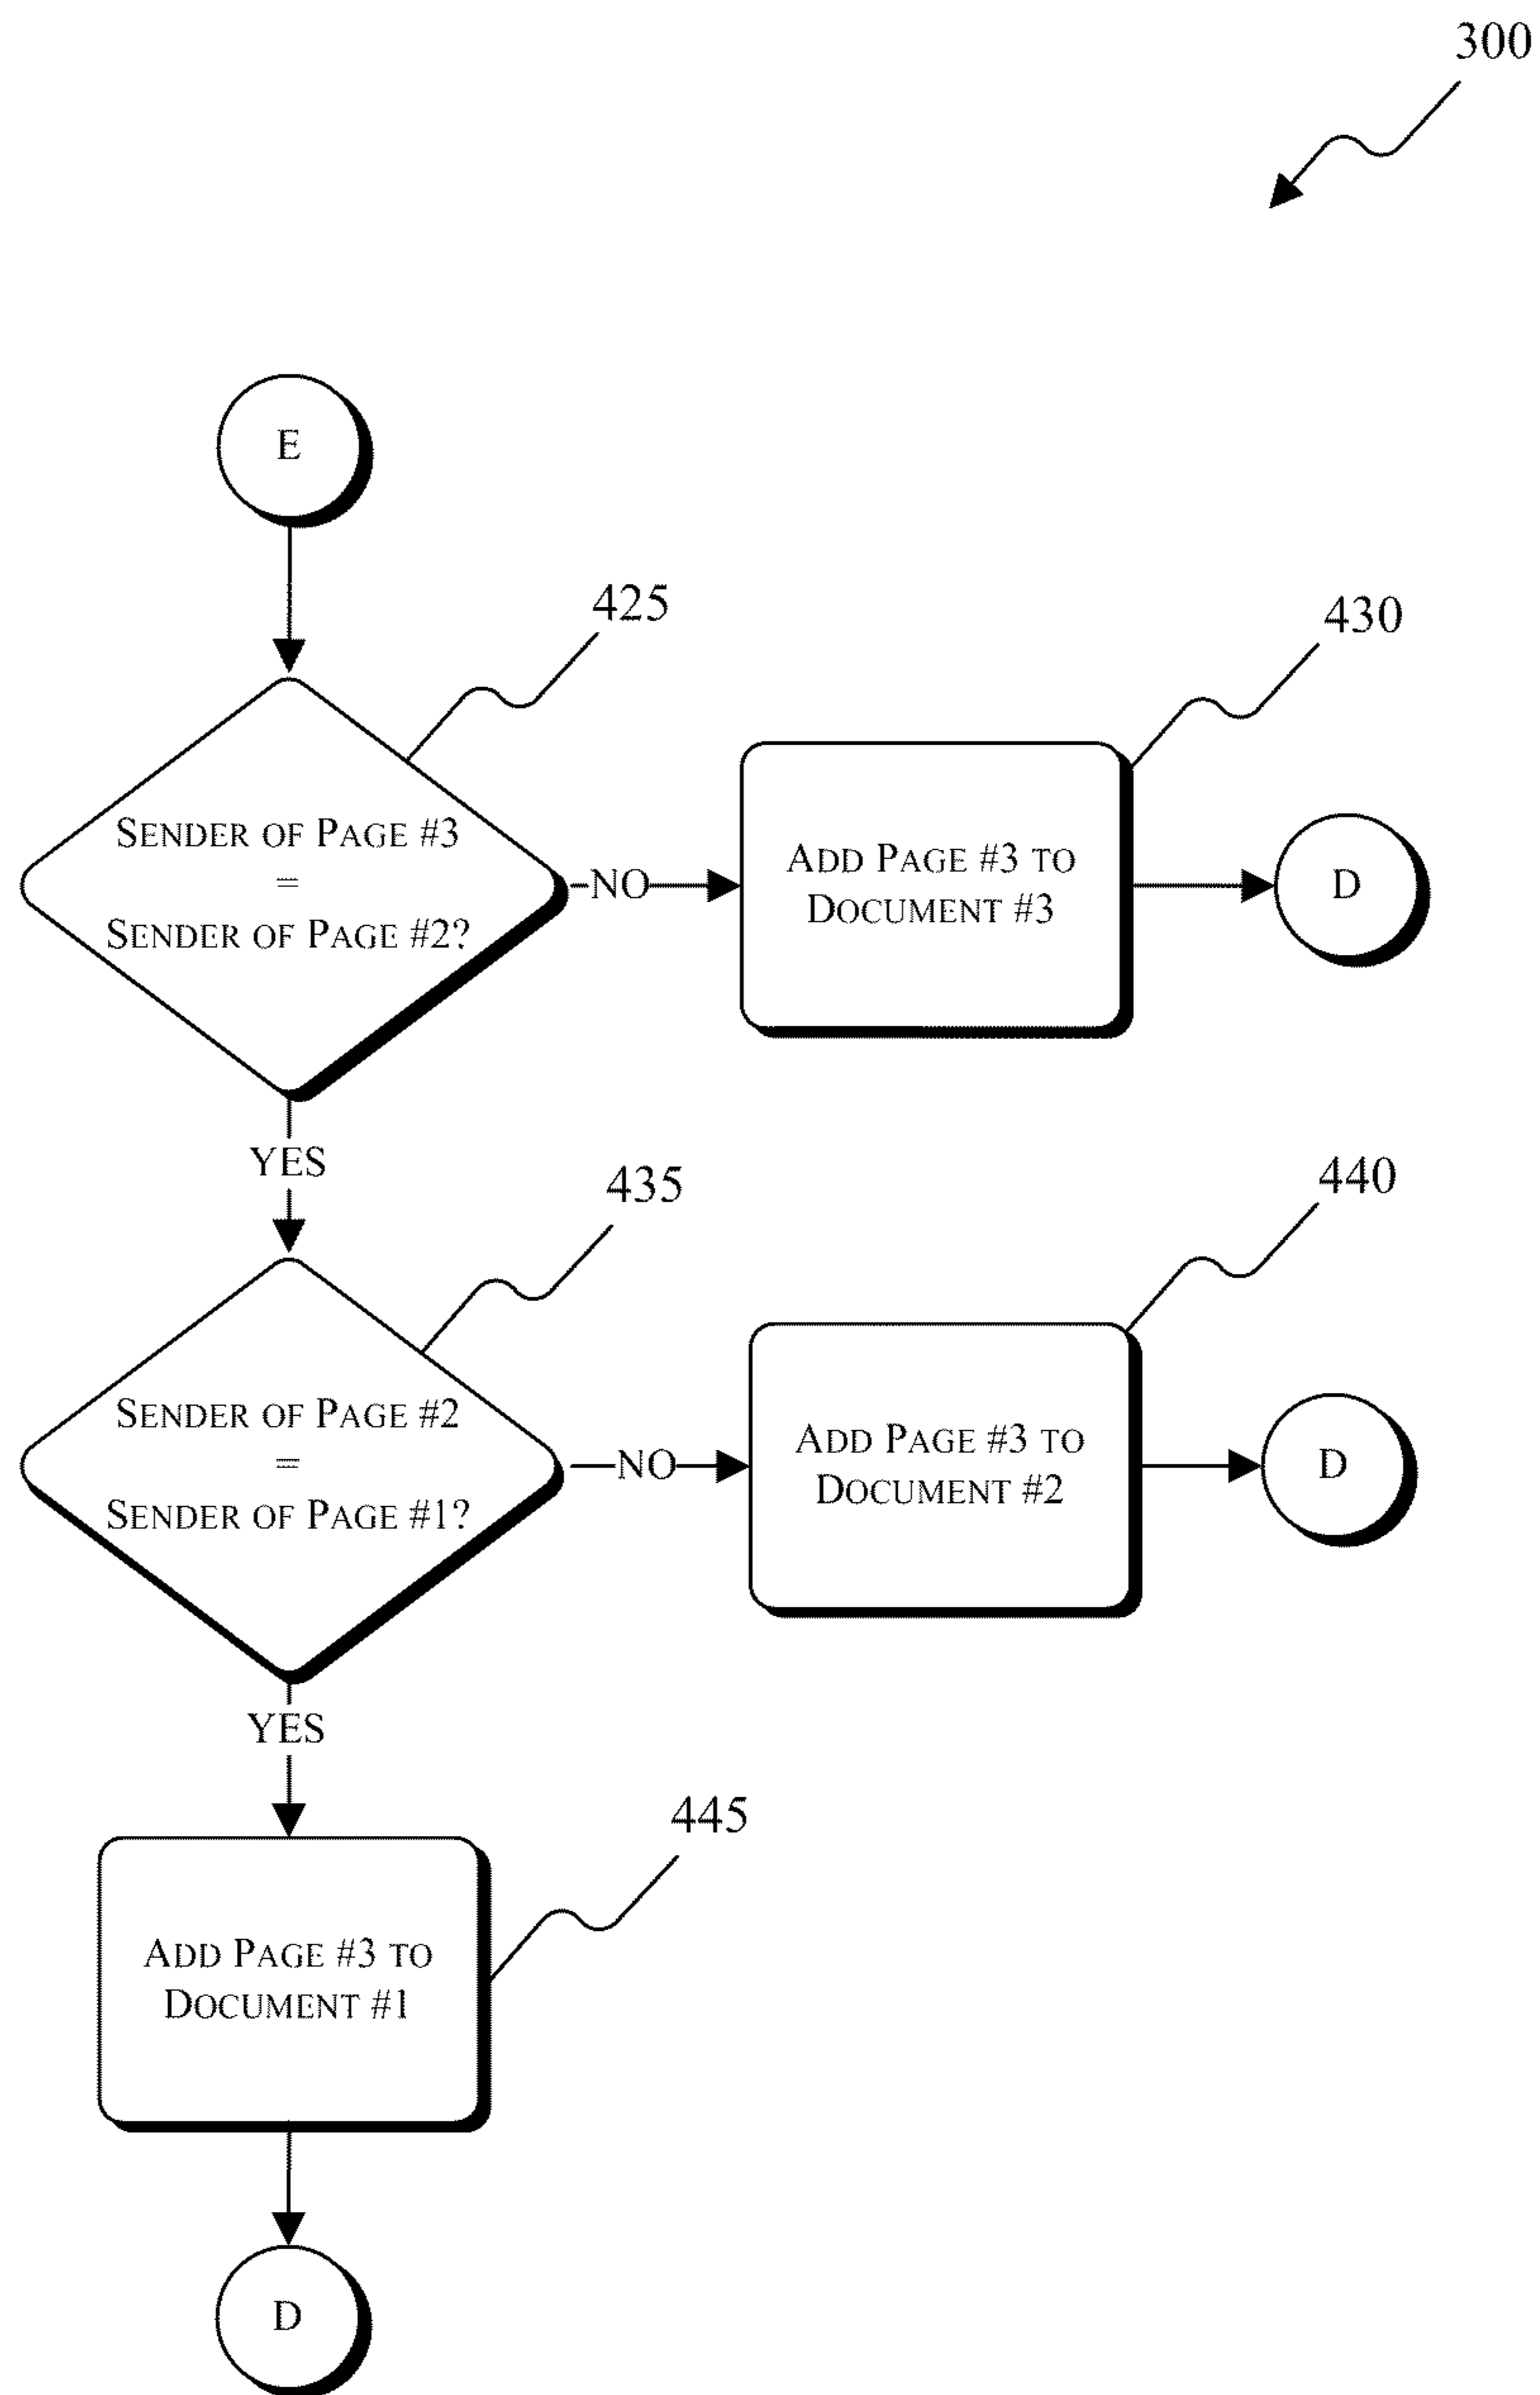 300
E
425
430
SENDER OF PAGE #3
=
SENDER OF PAGE #2?
NO
ADD PAGE #3 TO
DOCUMENT #3
D
YES
435
440
SENDER OF PAGE #2
=
SENDER OF PAGE #1?
NO
ADD PAGE #3 TO
DOCUMENT #2
D
YES
445
ADD PAGE #3 TO
DOCUMENT #1
D